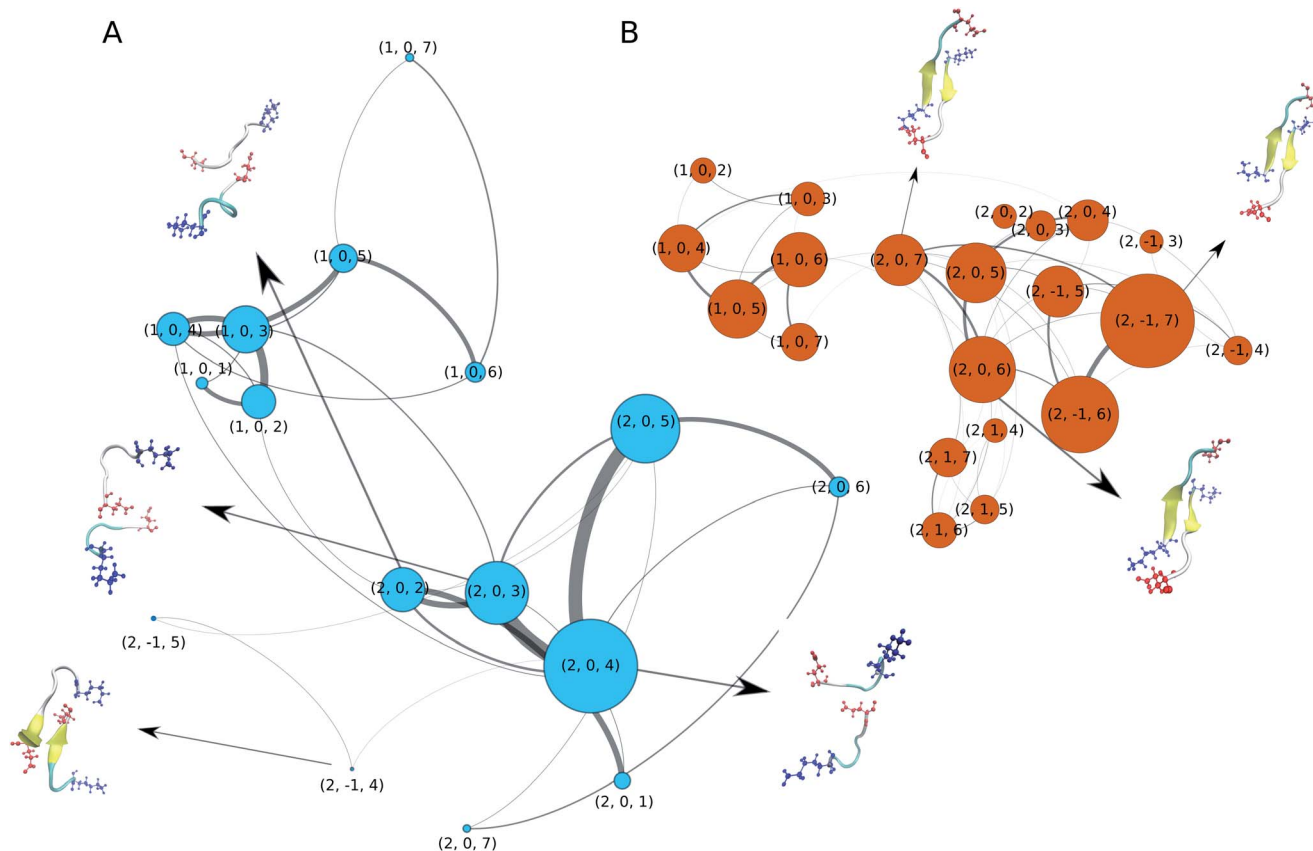 A
B
(1, 0, 7)
(1, 0, 5)
(1, 0, 4)
(1, 0, 3)
(1, 0, 1)
(1, 0, 6)
(1, 0, 2)
(2, 0, 5)
(2, 0, 6)
(2, 0, 2)
(2, 0, 3)
(2, -1, 5)
(2, 0, 4)
(2, -1, 4)
(2, 0, 1)
(2, 0, 7)
(1, 0, 2)
(1, 0, 3)
(1, 0, 4)
(1, 0, 6)
(1, 0, 5)
(1, 0, 7)
(2, 0, 7)
(2, 0, 2)
(2, 0, 4)
(2, 0, 3)
(2, -1, 3)
(2, 0, 5)
(2, -1, 5)
(2, -1, 7)
(2, -1, 4)
(2, 0, 6)
(2, -1, 6)
(2, 1, 4)
(2, 1, 7)
(2, 1, 5)
(2, 1, 6)